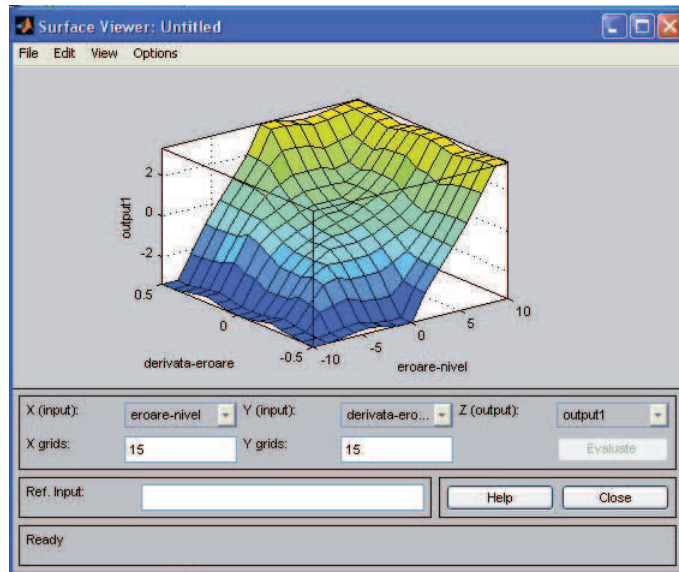 Surface Viewer: Untitled
File Edit View Options
2
0
-2
output1
0.5
0
-0.5
derivata-eroare
-10
-5
0
5
10
eroare-nivel
X (input): eroare-nivel Y (input): derivata-ero... Z (output): output1
X grids: 15 Y grids: 15 Evaluate
Ref. Input: Help Close
Ready